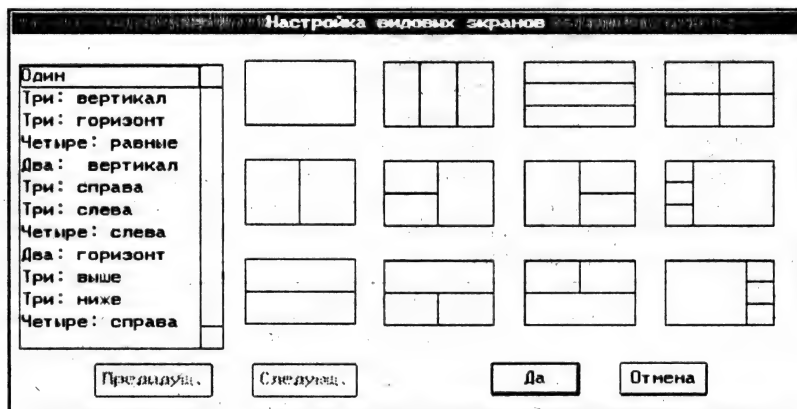 Настройка видовых экранов
Один
Три: вертикал
Три: горизонт
Четыре: равные
Два: вертикал
Три: справа
Три: слева
Четыре: слева
Два: горизонт
Три: выше
Три: ниже
Четыре: справа
Предидущ. Следующ. Да Отмена